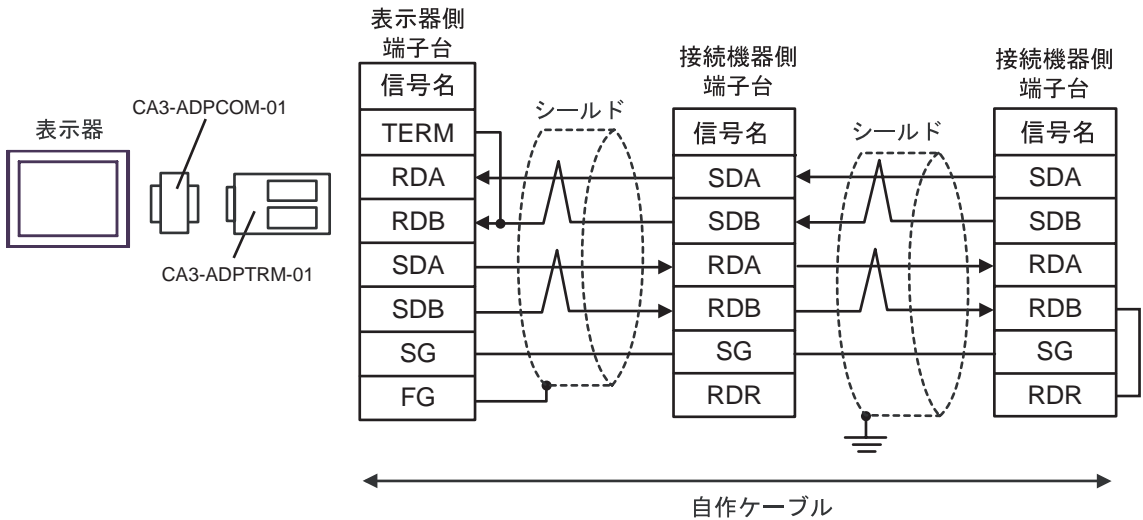 表示器
CA3-ADPCOM-01
CA3-ADPTRM-01
表示器側
端子台
信号名
TERM
RDA
RDB
SDA
SDB
SG
FG
シールド
接続機器側
端子台
信号名
SDA
SDB
RDA
RDB
SG
RDR
シールド
接続機器側
端子台
信号名
SDA
SDB
RDA
RDB
SG
RDR
自作ケーブル